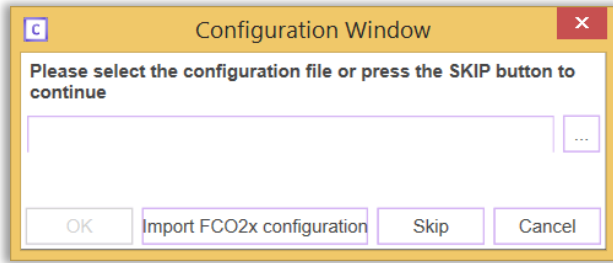 C
Configuration Window
x
Please select the configuration file or press the SKIP button to
continue
...
OK
Import FCO2x configuration
Skip
Cancel